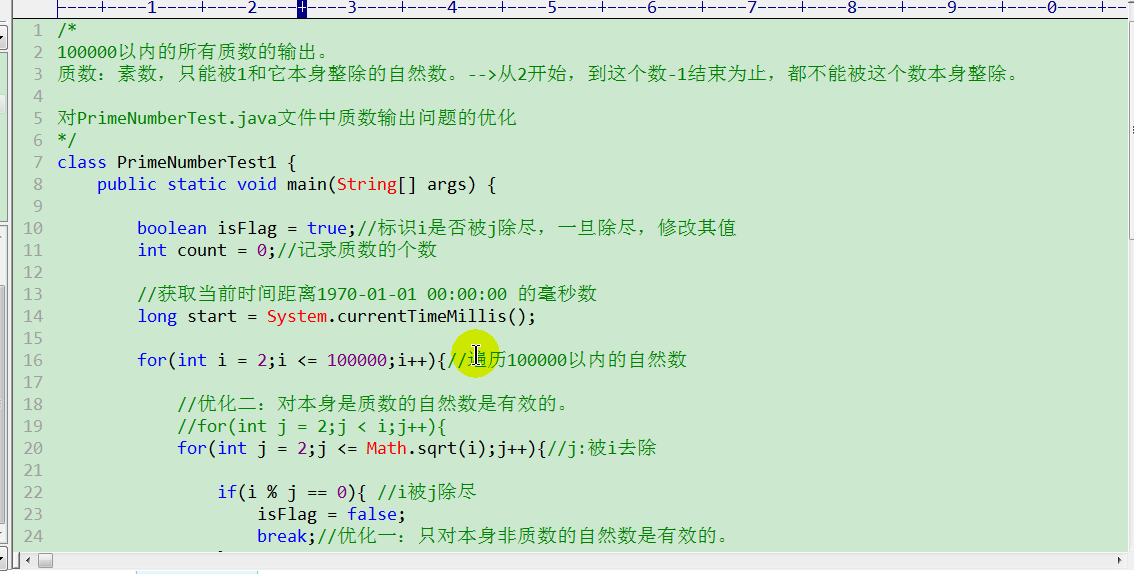 ----+----1----+----2----+----3----+----4----+----5----+----6----+----7----+----8----+----9----+----0----+--
1 /*
2 100000以内的所有质数的输出。
3 质数：素数，只能被1和它本身整除的自然数。-->从2开始，到这个数-1结束为止，都不能被这个数本身整除。
4
5 对PrimeNumberTest.java文件中质数输出问题的优化
6 */
7 class PrimeNumberTest1 {
8 public static void main(String[] args) {
9
10 boolean isFlag = true;//标识i是否被j除尽，一旦除尽，修改其值
11 int count = 0;//记录质数的个数
12
13 //获取当前时间距离1970-01-01 00:00:00 的毫秒数
14 long start = System.currentTimeMillis();
15
16 for(int i = 2;i <= 100000;i++){//遍历100000以内的自然数
17
18 //优化二：对本身是质数的自然数是有效的。
19 //for(int j = 2;j < i;j++){
20 for(int j = 2;j <= Math.sqrt(i);j++){//j:被i去除
21
22 if(i % j == 0){ //i被j除尽
23 isFlag = false;
24 break;//优化一：只对本身非质数的自然数是有效的。